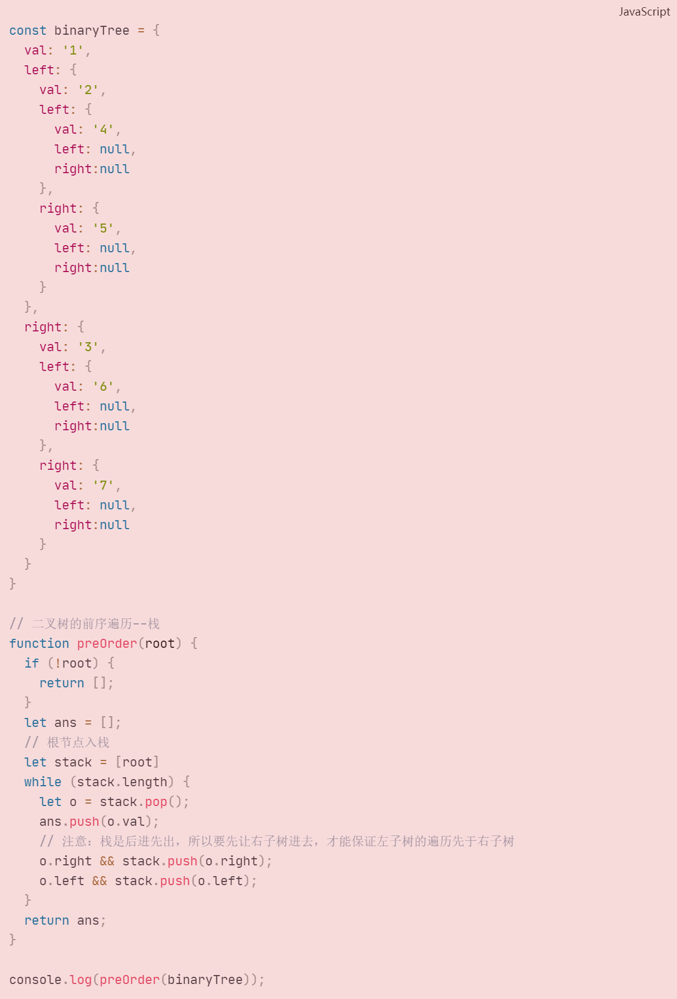 JavaScript
const binaryTree = {
  val: '1',
  left: {
    val: '2',
    left: {
      val: '4',
      left: null,
      right:null
    },
    right: {
      val: '5',
      left: null,
      right:null
    }
  },
  right: {
    val: '3',
    left: {
      val: '6',
      left: null,
      right:null
    },
    right: {
      val: '7',
      left: null,
      right:null
    }
  }
}

// 二叉树的前序遍历--栈
function preOrder(root) {
  if (!root) {
    return [];
  }
  let ans = [];
  // 根节点入栈
  let stack = [root]
  while (stack.length) {
    let o = stack.pop();
    ans.push(o.val);
    // 注意：栈是后进先出，所以要先让右子树进去，才能保证左子树的遍历先于右子树
    o.right && stack.push(o.right);
    o.left && stack.push(o.left);
  }
  return ans;
}

console.log(preOrder(binaryTree));